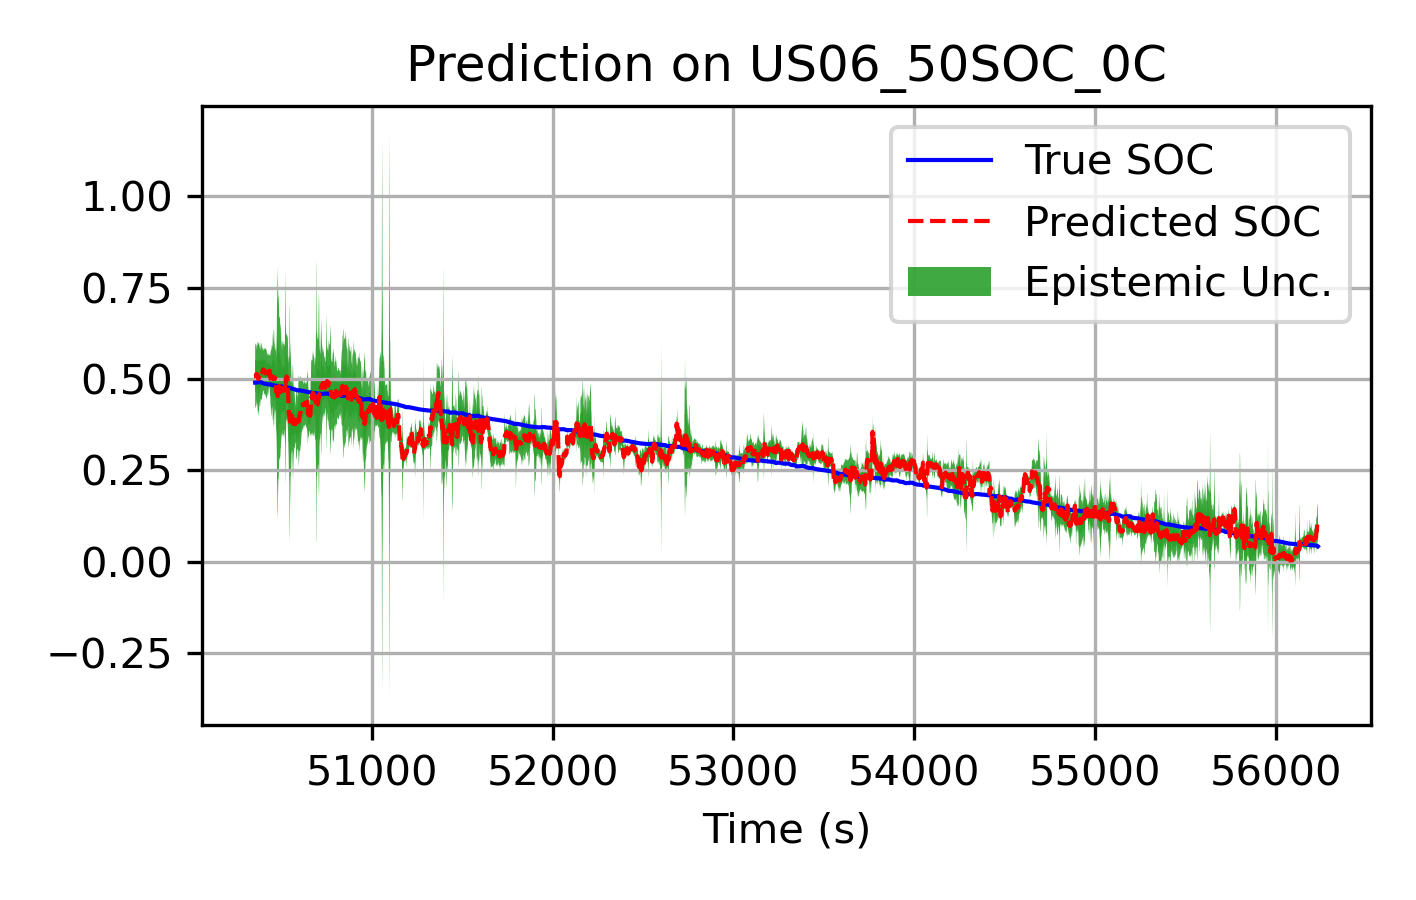 Prediction on US06_50SOC_0C
True SOC
Predicted SOC
Epistemic Unc.
1.00
0.75
0.50
0.25
0.00
−0.25
51000 52000 53000 54000 55000 56000
Time (s)